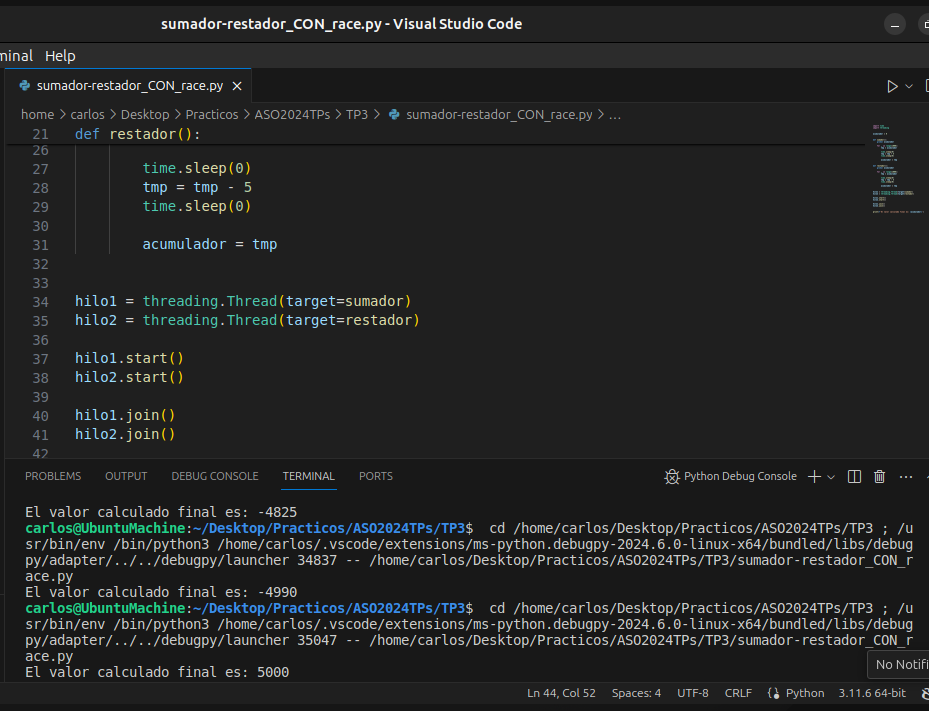 sumador-restador_CON_race.py - Visual Studio Code
minal Help
sumador-restador_CON_race.py
home > carlos > Desktop > Practicos > ASO2024TPs > TP3 > sumador-restador_CON_race.py > ...
21 def restador():
26
27 time.sleep(0)
28 tmp = tmp - 5
29 time.sleep(0)
30
31 acumulador = tmp
32
33
34 hilo1 = threading.Thread(target=sumador)
35 hilo2 = threading.Thread(target=restador)
36
37 hilo1.start()
38 hilo2.start()
39
40 hilo1.join()
41 hilo2.join()
42
PROBLEMS OUTPUT DEBUG CONSOLE TERMINAL PORTS Python Debug Console
El valor calculado final es: -4825
carlos@UbuntuMachine:~/Desktop/Practicos/ASO2024TPs/TP3$ cd /home/carlos/Desktop/Practicos/ASO2024TPs/TP3 ; /u
sr/bin/env /bin/python3 /home/carlos/.vscode/extensions/ms-python.debugpy-2024.6.0-linux-x64/bundled/libs/debug
py/adapter/../../debugpy/launcher 34837 -- /home/carlos/Desktop/Practicos/ASO2024TPs/TP3/sumador-restador_CON_r
ace.py
El valor calculado final es: -4990
carlos@UbuntuMachine:~/Desktop/Practicos/ASO2024TPs/TP3$ cd /home/carlos/Desktop/Practicos/ASO2024TPs/TP3 ; /u
sr/bin/env /bin/python3 /home/carlos/.vscode/extensions/ms-python.debugpy-2024.6.0-linux-x64/bundled/libs/debug
py/adapter/../../debugpy/launcher 35047 -- /home/carlos/Desktop/Practicos/ASO2024TPs/TP3/sumador-restador_CON_r
ace.py
El valor calculado final es: 5000
No Notifi
Ln 44, Col 52 Spaces: 4 UTF-8 CRLF Python 3.11.6 64-bit